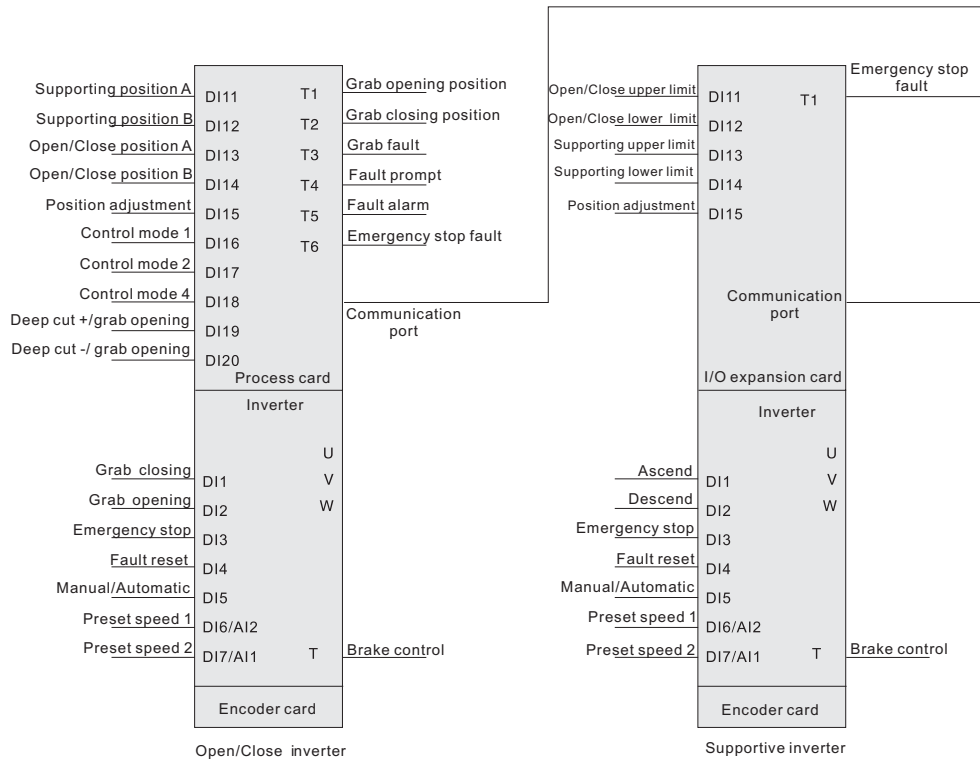 Supporting position A
Supporting position B
Open/Close position A
Open/Close position B
Position adjustment
Control mode 1
Control mode 2
Control mode 4
Deep cut +/grab opening
Deep cut -/ grab opening
DI11
DI12
DI13
DI14
DI15
DI16
DI17
DI18
DI19
DI20
T1
T2
T3
T4
T5
T6
Grab opening position
Grab closing position
Grab fault
Fault prompt
Fault alarm
Emergency stop fault
Communication
port
Process card
Inverter
U
V
W
Grab closing
Grab opening
Emergency stop
Fault reset
Manual/Automatic
Preset speed 1
Preset speed 2
DI1
DI2
DI3
DI4
DI5
DI6/AI2
DI7/AI1
T
Brake control
Encoder card
Open/Close inverter
Open/Close upper limit
Open/Close lower limit
Supporting upper limit
Supporting lower limit
Position adjustment
DI11
DI12
DI13
DI14
DI15
T1
Emergency stop
fault
Communication
port
I/O expansion card
Inverter
U
V
W
Ascend
Descend
Emergency stop
Fault reset
Manual/Automatic
Preset speed 1
Preset speed 2
DI1
DI2
DI3
DI4
DI5
DI6/AI2
DI7/AI1
T
Brake control
Encoder card
Supportive inverter